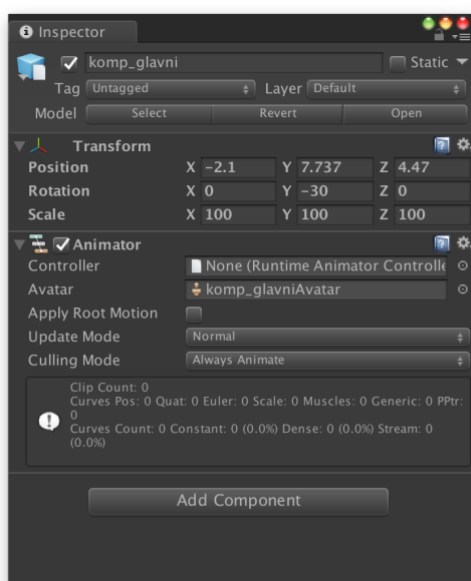 Inspector
komp_glavni Static
Tag Untagged Layer Default
Model Select Revert Open
Transform
Position X -2.1 Y 7.737 Z 4.47
Rotation X 0 Y -30 Z 0
Scale X 100 Y 100 Z 100
Animator
Controller None (Runtime Animator Controlle
Avatar komp_glavniAvatar
Apply Root Motion
Update Mode Normal
Culling Mode Always Animate
Clip Count: 0
Curves Pos: 0 Quat: 0 Euler: 0 Scale: 0 Muscles: 0 Generic: 0 PPtr:
0
Curves Count: 0 Constant: 0 (0.0%) Dense: 0 (0.0%) Stream: 0
(0.0%)
Add Component